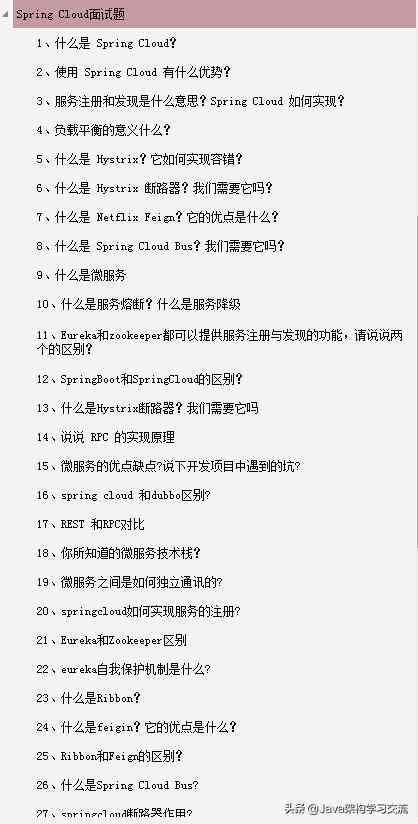 Spring Cloud面试题
1、什么是 Spring Cloud?
2、使用 Spring Cloud 有什么优势?
3、服务注册和发现是什么意思?Spring Cloud 如何实现?
4、负载平衡的意义什么?
5、什么是 Hystrix?它如何实现容错?
6、什么是 Hystrix 断路器?我们需要它吗?
7、什么是 Netflix Feign?它的优点是什么?
8、什么是 Spring Cloud Bus?我们需要它吗?
9、什么是微服务
10、什么是服务熔断?什么是服务降级
11、Eureka和zookeeper都可以提供服务注册与发现的功能,请说说两
个的区别?
12、SpringBoot和SpringCloud的区别?
13、什么是Hystrix断路器?我们需要它吗
14、说说 RPC 的实现原理
15、微服务的优点缺点?说下开发项目中遇到的坑?
16、spring cloud 和dubbo区别?
17、REST 和RPC对比
18、你所知道的微服务技术栈?
19、微服务之间是如何独立通讯的?
20、springcloud如何实现服务的注册?
21、Eureka和Zookeeper区别
22、eureka自我保护机制是什么?
23、什么是Ribbon?
24、什么是feigin?它的优点是什么?
25、Ribbon和Feign的区别?
26、什么是Spring Cloud Bus?
27、springcloud断路器作用?
头条 @Java架构学习交流